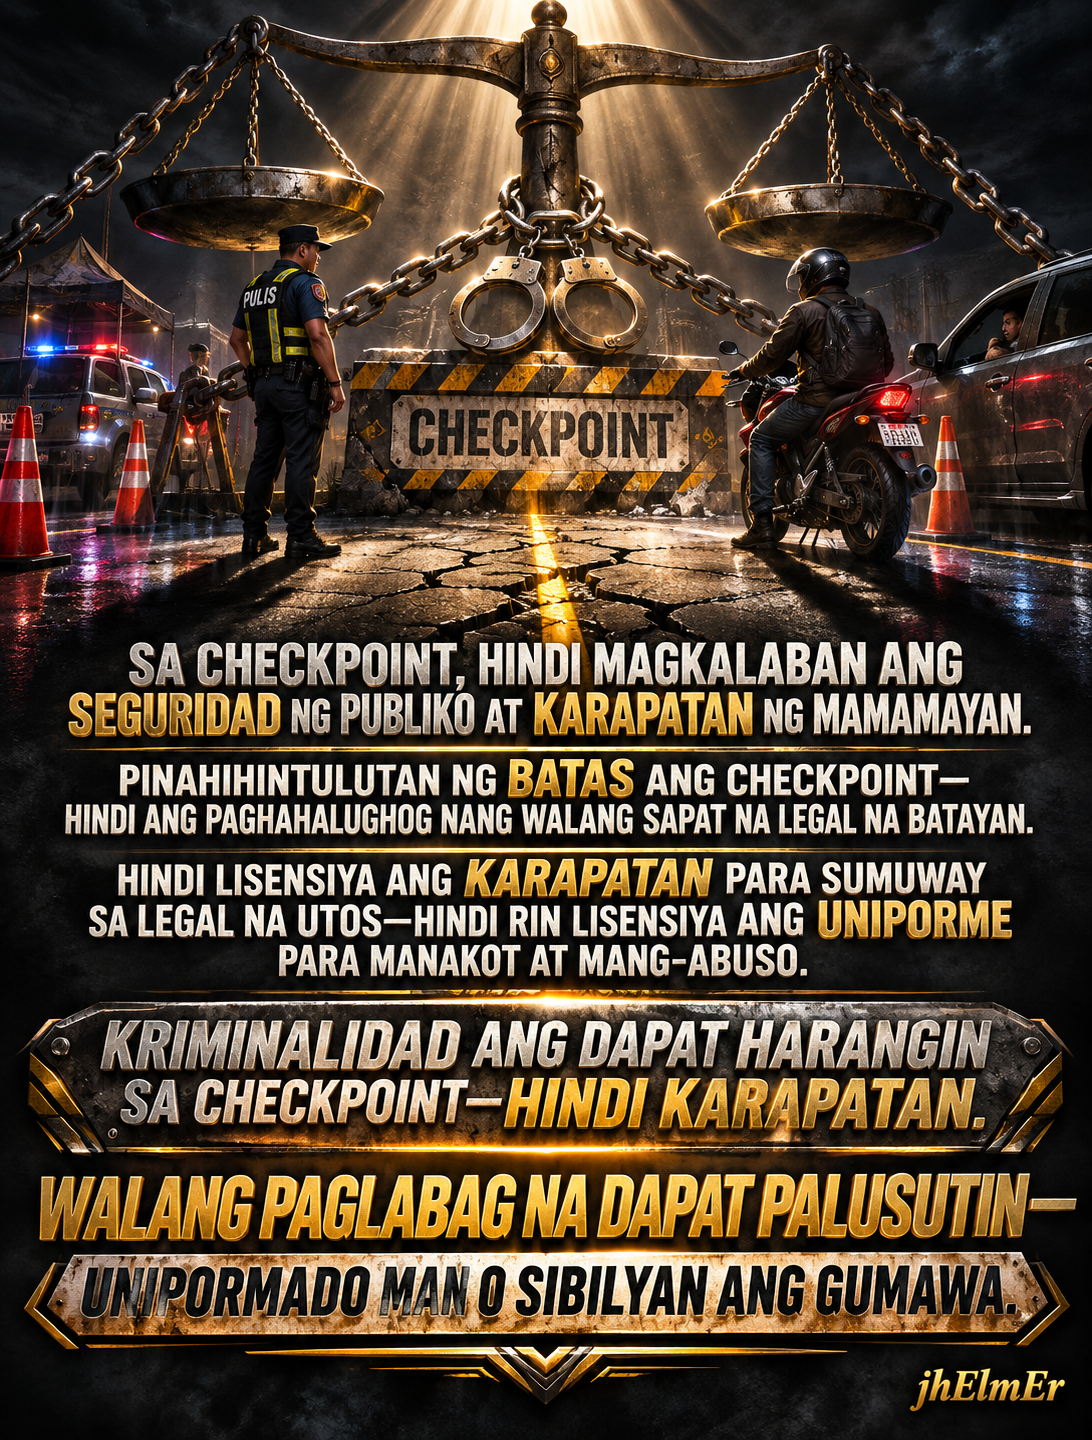 PULIS
CHECKPOINT
SA CHECKPOINT, HINDI MAGKALABAN ANG
SEGURIDAD NG PUBLIKO AT KARAPATAN NG MAMAMAYAN.
PINAHIHINTULUTAN NG BATAS ANG CHECKPOINT—
HINDI ANG PAGHAHALUGHOG NANG WALANG SAPAT NA LEGAL NA BATAYAN.
HINDI LISENSIYA ANG KARAPATAN PARA SUMUWAY
SA LEGAL NA UTOS—HINDI RIN LISENSIYA ANG UNIPORME
PARA MANAKOT AT MANG-ABUSO.
KRIMINALIDAD ANG DAPAT HARANGIN
SA CHECKPOINT—HINDI KARAPATAN.
WALANG PAGLABAG NA DAPAT PALUSUTIN—
UNIPORMADO MAN O SIBILYAN ANG GUMAWA.
jhElmEr